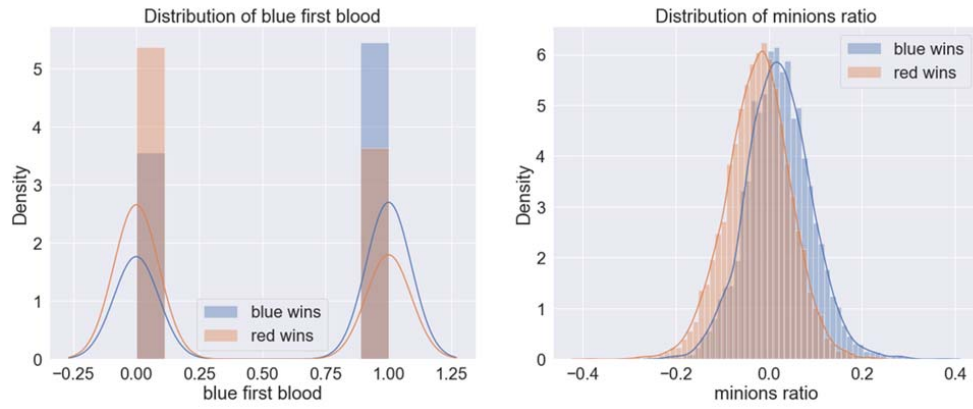 Distribution of blue first blood
Density
5
4
3
2
1
0
blue wins
red wins
−0.25 0.00 0.25 0.50 0.75 1.00 1.25
blue first blood
Distribution of minions ratio
Density
6
5
4
3
2
1
0
blue wins
red wins
−0.4 −0.2 0.0 0.2 0.4
minions ratio